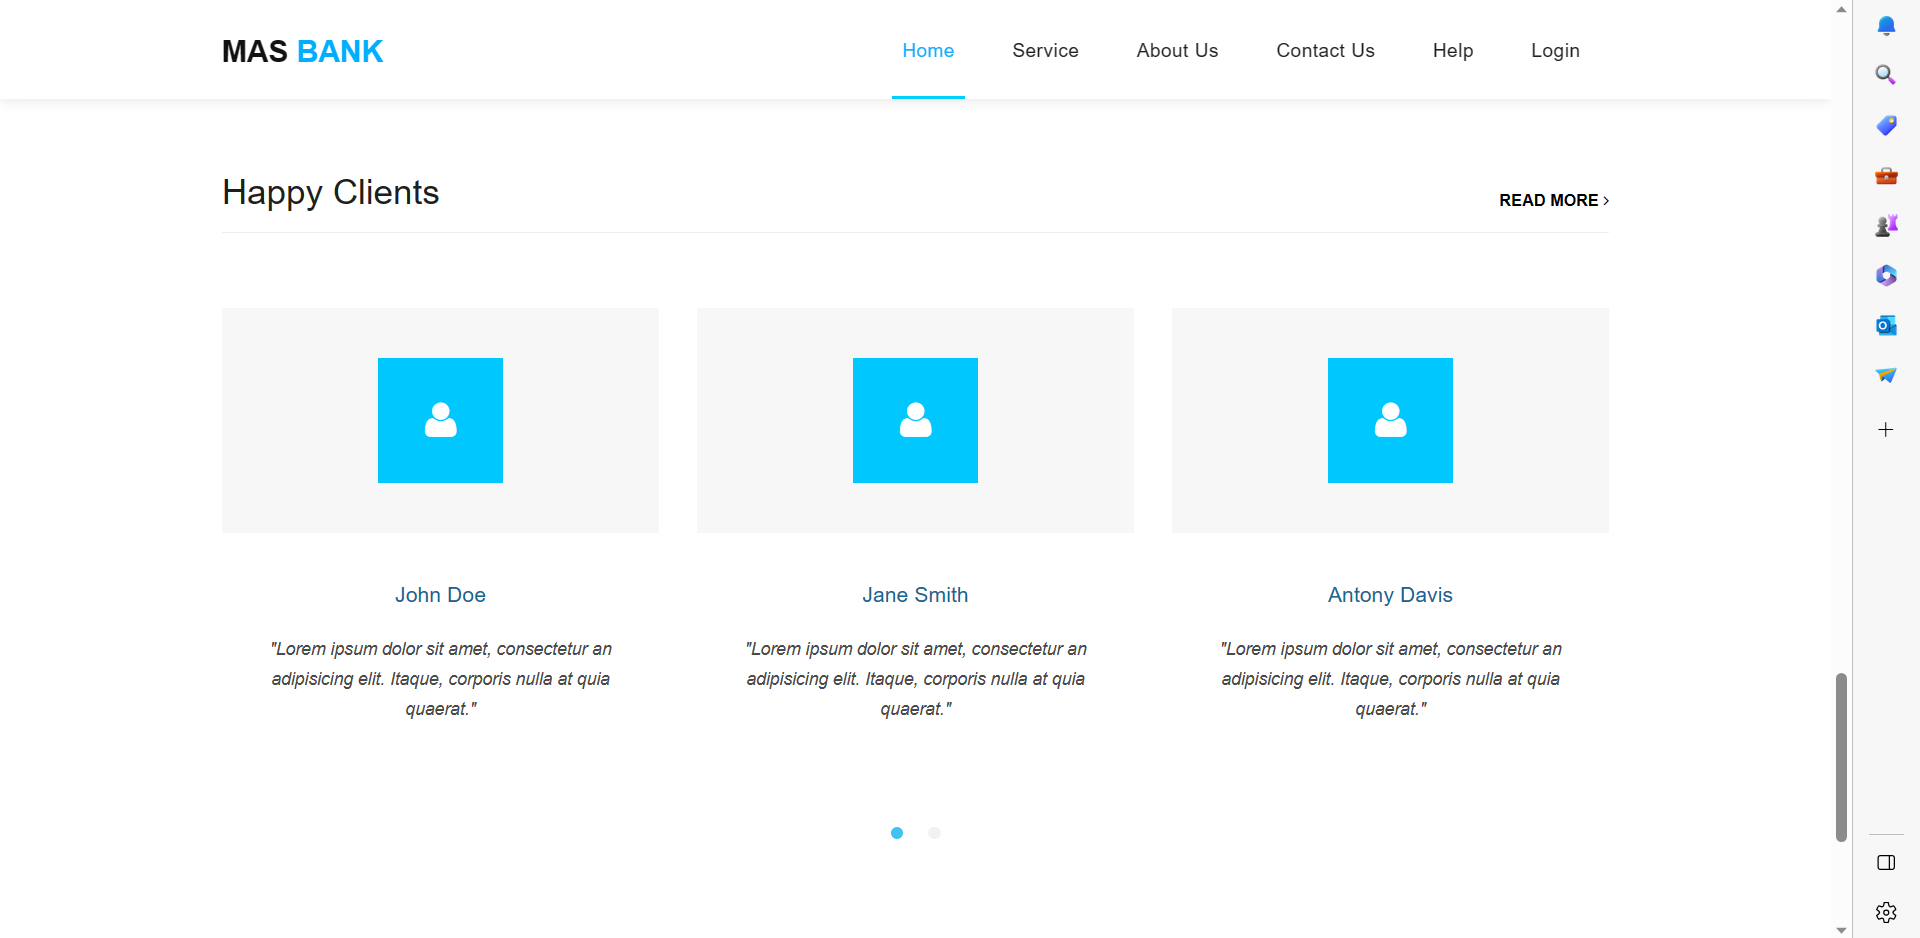 MAS BANK
Home Service About Us Contact Us Help Login
Happy Clients
READ MORE >
John Doe
"Lorem ipsum dolor sit amet, consectetur an
adipisicing elit. Itaque, corporis nulla at quia
quaerat."
Jane Smith
"Lorem ipsum dolor sit amet, consectetur an
adipisicing elit. Itaque, corporis nulla at quia
quaerat."
Antony Davis
"Lorem ipsum dolor sit amet, consectetur an
adipisicing elit. Itaque, corporis nulla at quia
quaerat."